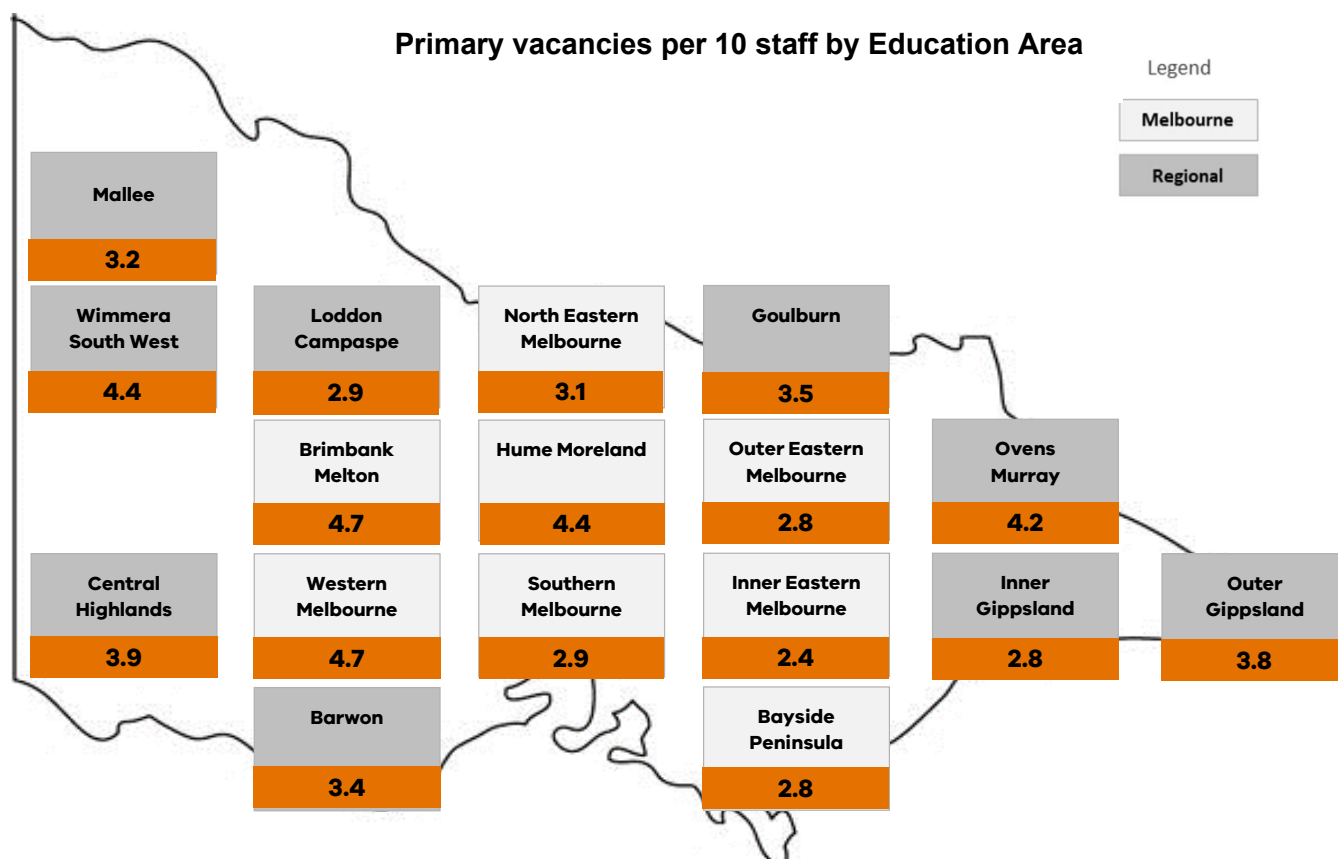 Primary vacancies per 10 staff by Education Area
Legend
Melbourne
Regional
Mallee
3.2
Wimmera
South West
4.4
Loddon
Campaspe
2.9
North Eastern
Melbourne
3.1
Goulburn
3.5
Brimbank
Melton
4.7
Hume Moreland
4.4
Outer Eastern
Melbourne
2.8
Ovens
Murray
4.2
Central
Highlands
3.9
Western
Melbourne
4.7
Southern
Melbourne
2.9
Inner Eastern
Melbourne
2.4
Inner
Gippsland
2.8
Outer
Gippsland
3.8
Barwon
3.4
Bayside
Peninsula
2.8